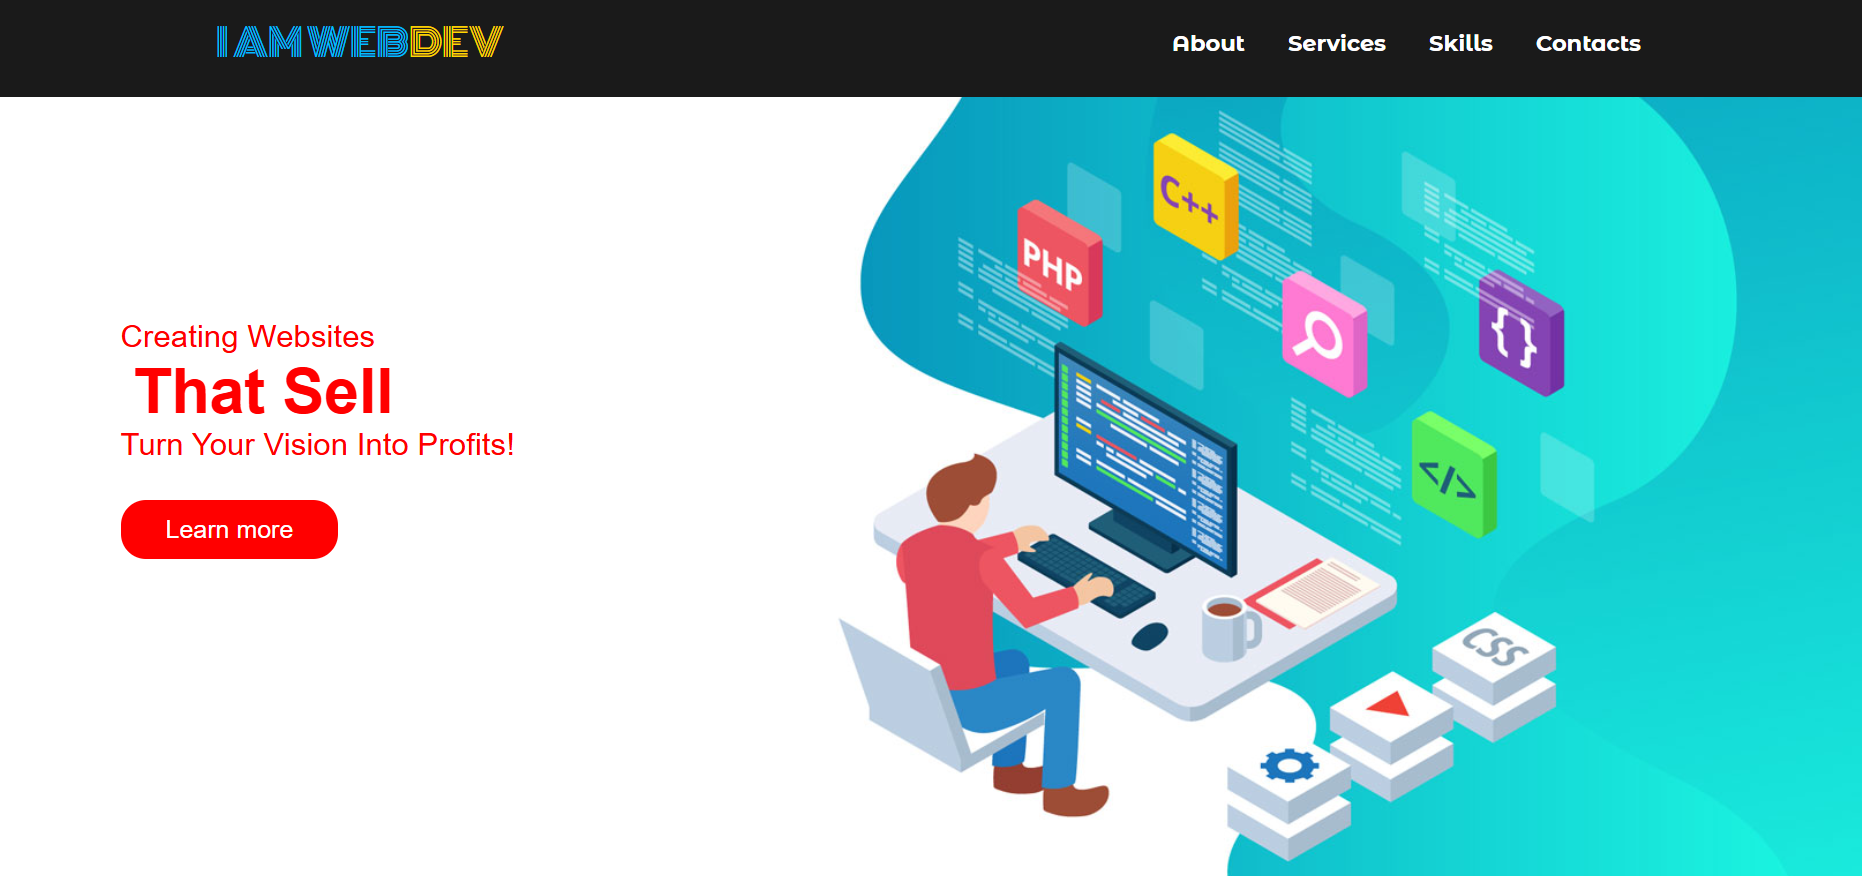 I AM WEBDEV
About Services Skills Contacts
Creating Websites
That Sell
Turn Your Vision Into Profits!
Learn more
C++
PHP
{}
</>
CSS